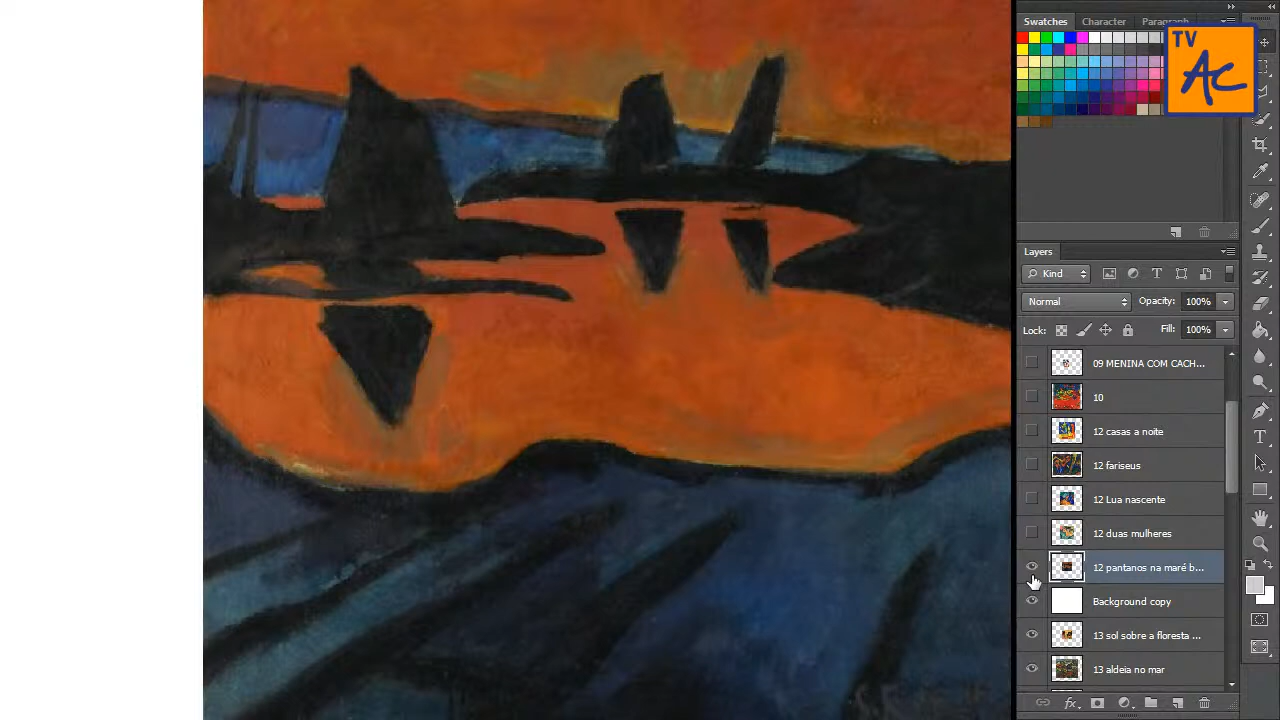 TV
AC
Swatches Character Paragraph
Layers
Kind
Normal Opacity: 100%
Lock: Fill: 100%
09 MENINA COM CACH...
10
12 casas a noite
12 fariseus
12 Lua nascente
12 duas mulheres
12 pantanos na maré b...
Background copy
13 sol sobre a floresta ...
13 aldeia no mar
fx